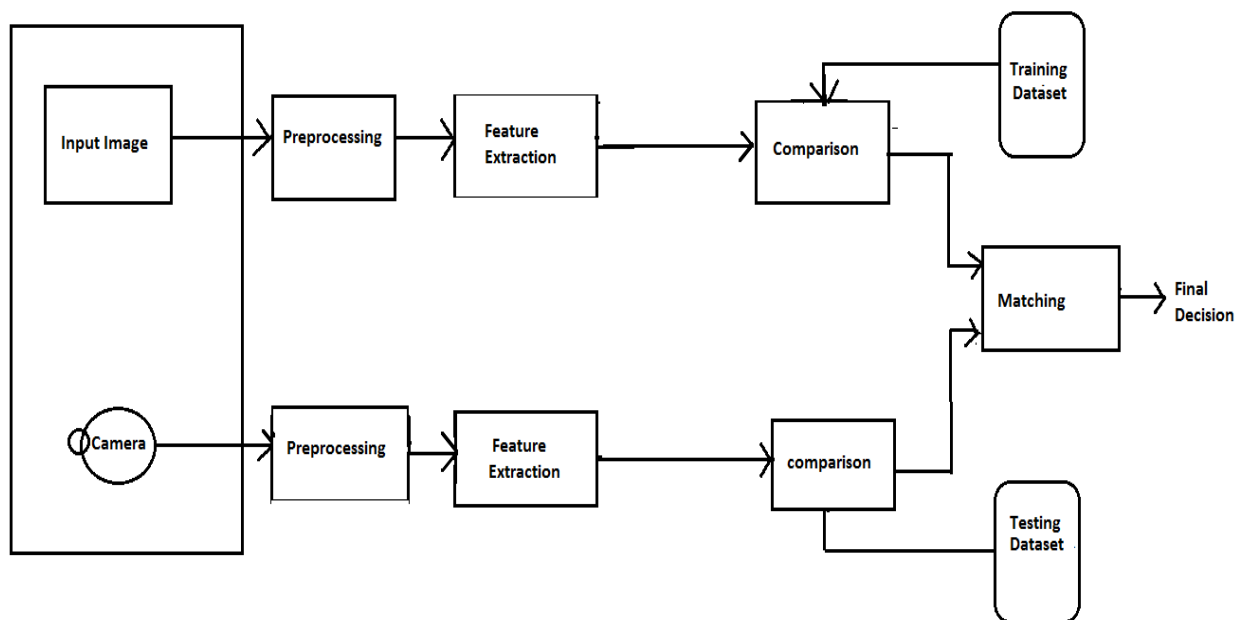 Input Image
Preprocessing
Feature
Extraction
Comparison
Training
Dataset
Matching
Final
Decision
Camera
Preprocessing
Feature
Extraction
comparison
Testing
Dataset